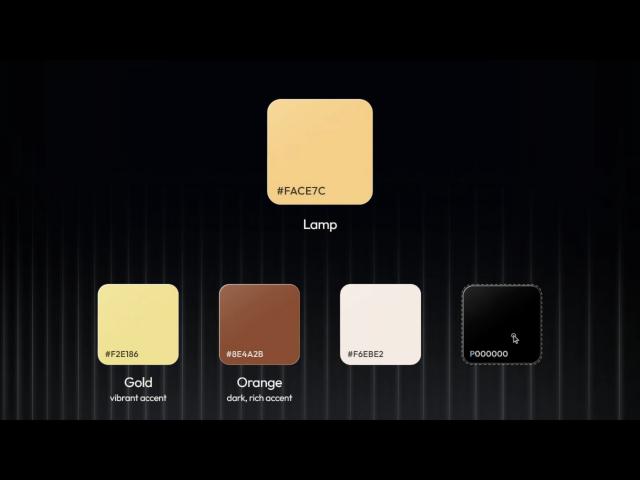 #FACE7C
Lamp
#F2E186
#8E4A2B
#F6EBE2
P000000
Gold
Orange
vibrant accent
dark, rich accent